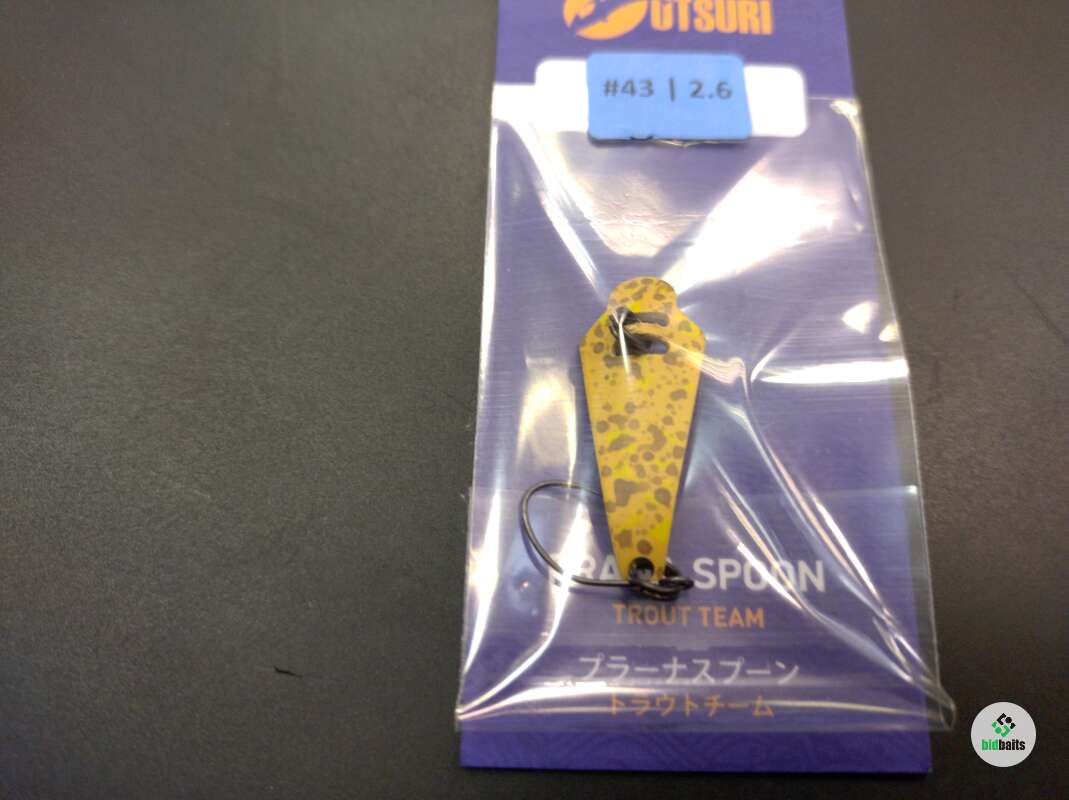 UTSURI
#43 | 2.6
SPOON
TROUT TEAM
プラーナスプーン
トラウトチーム
bidbaits